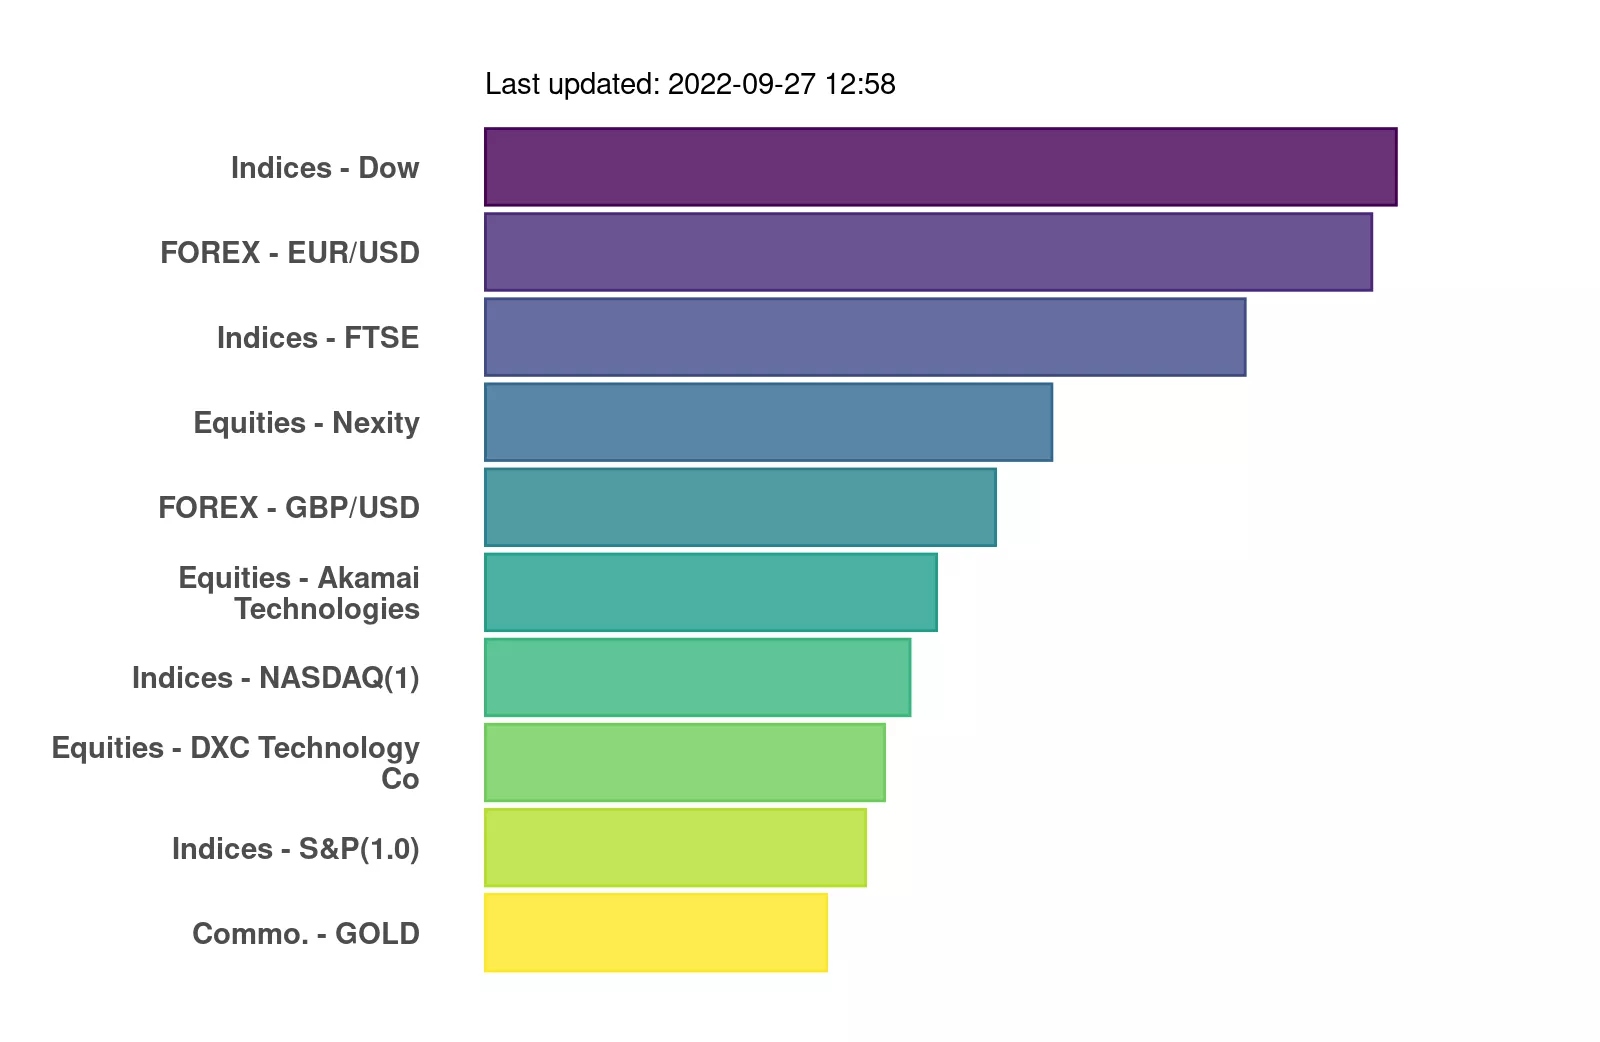 Last updated: 2022-09-27 12:58
Indices - Dow
FOREX - EUR/USD
Indices - FTSE
Equities - Nexity
FOREX - GBP/USD
Equities - Akamai
Technologies
Indices - NASDAQ(1)
Equities - DXC Technology
Co
Indices - S&P(1.0)
Commo. - GOLD